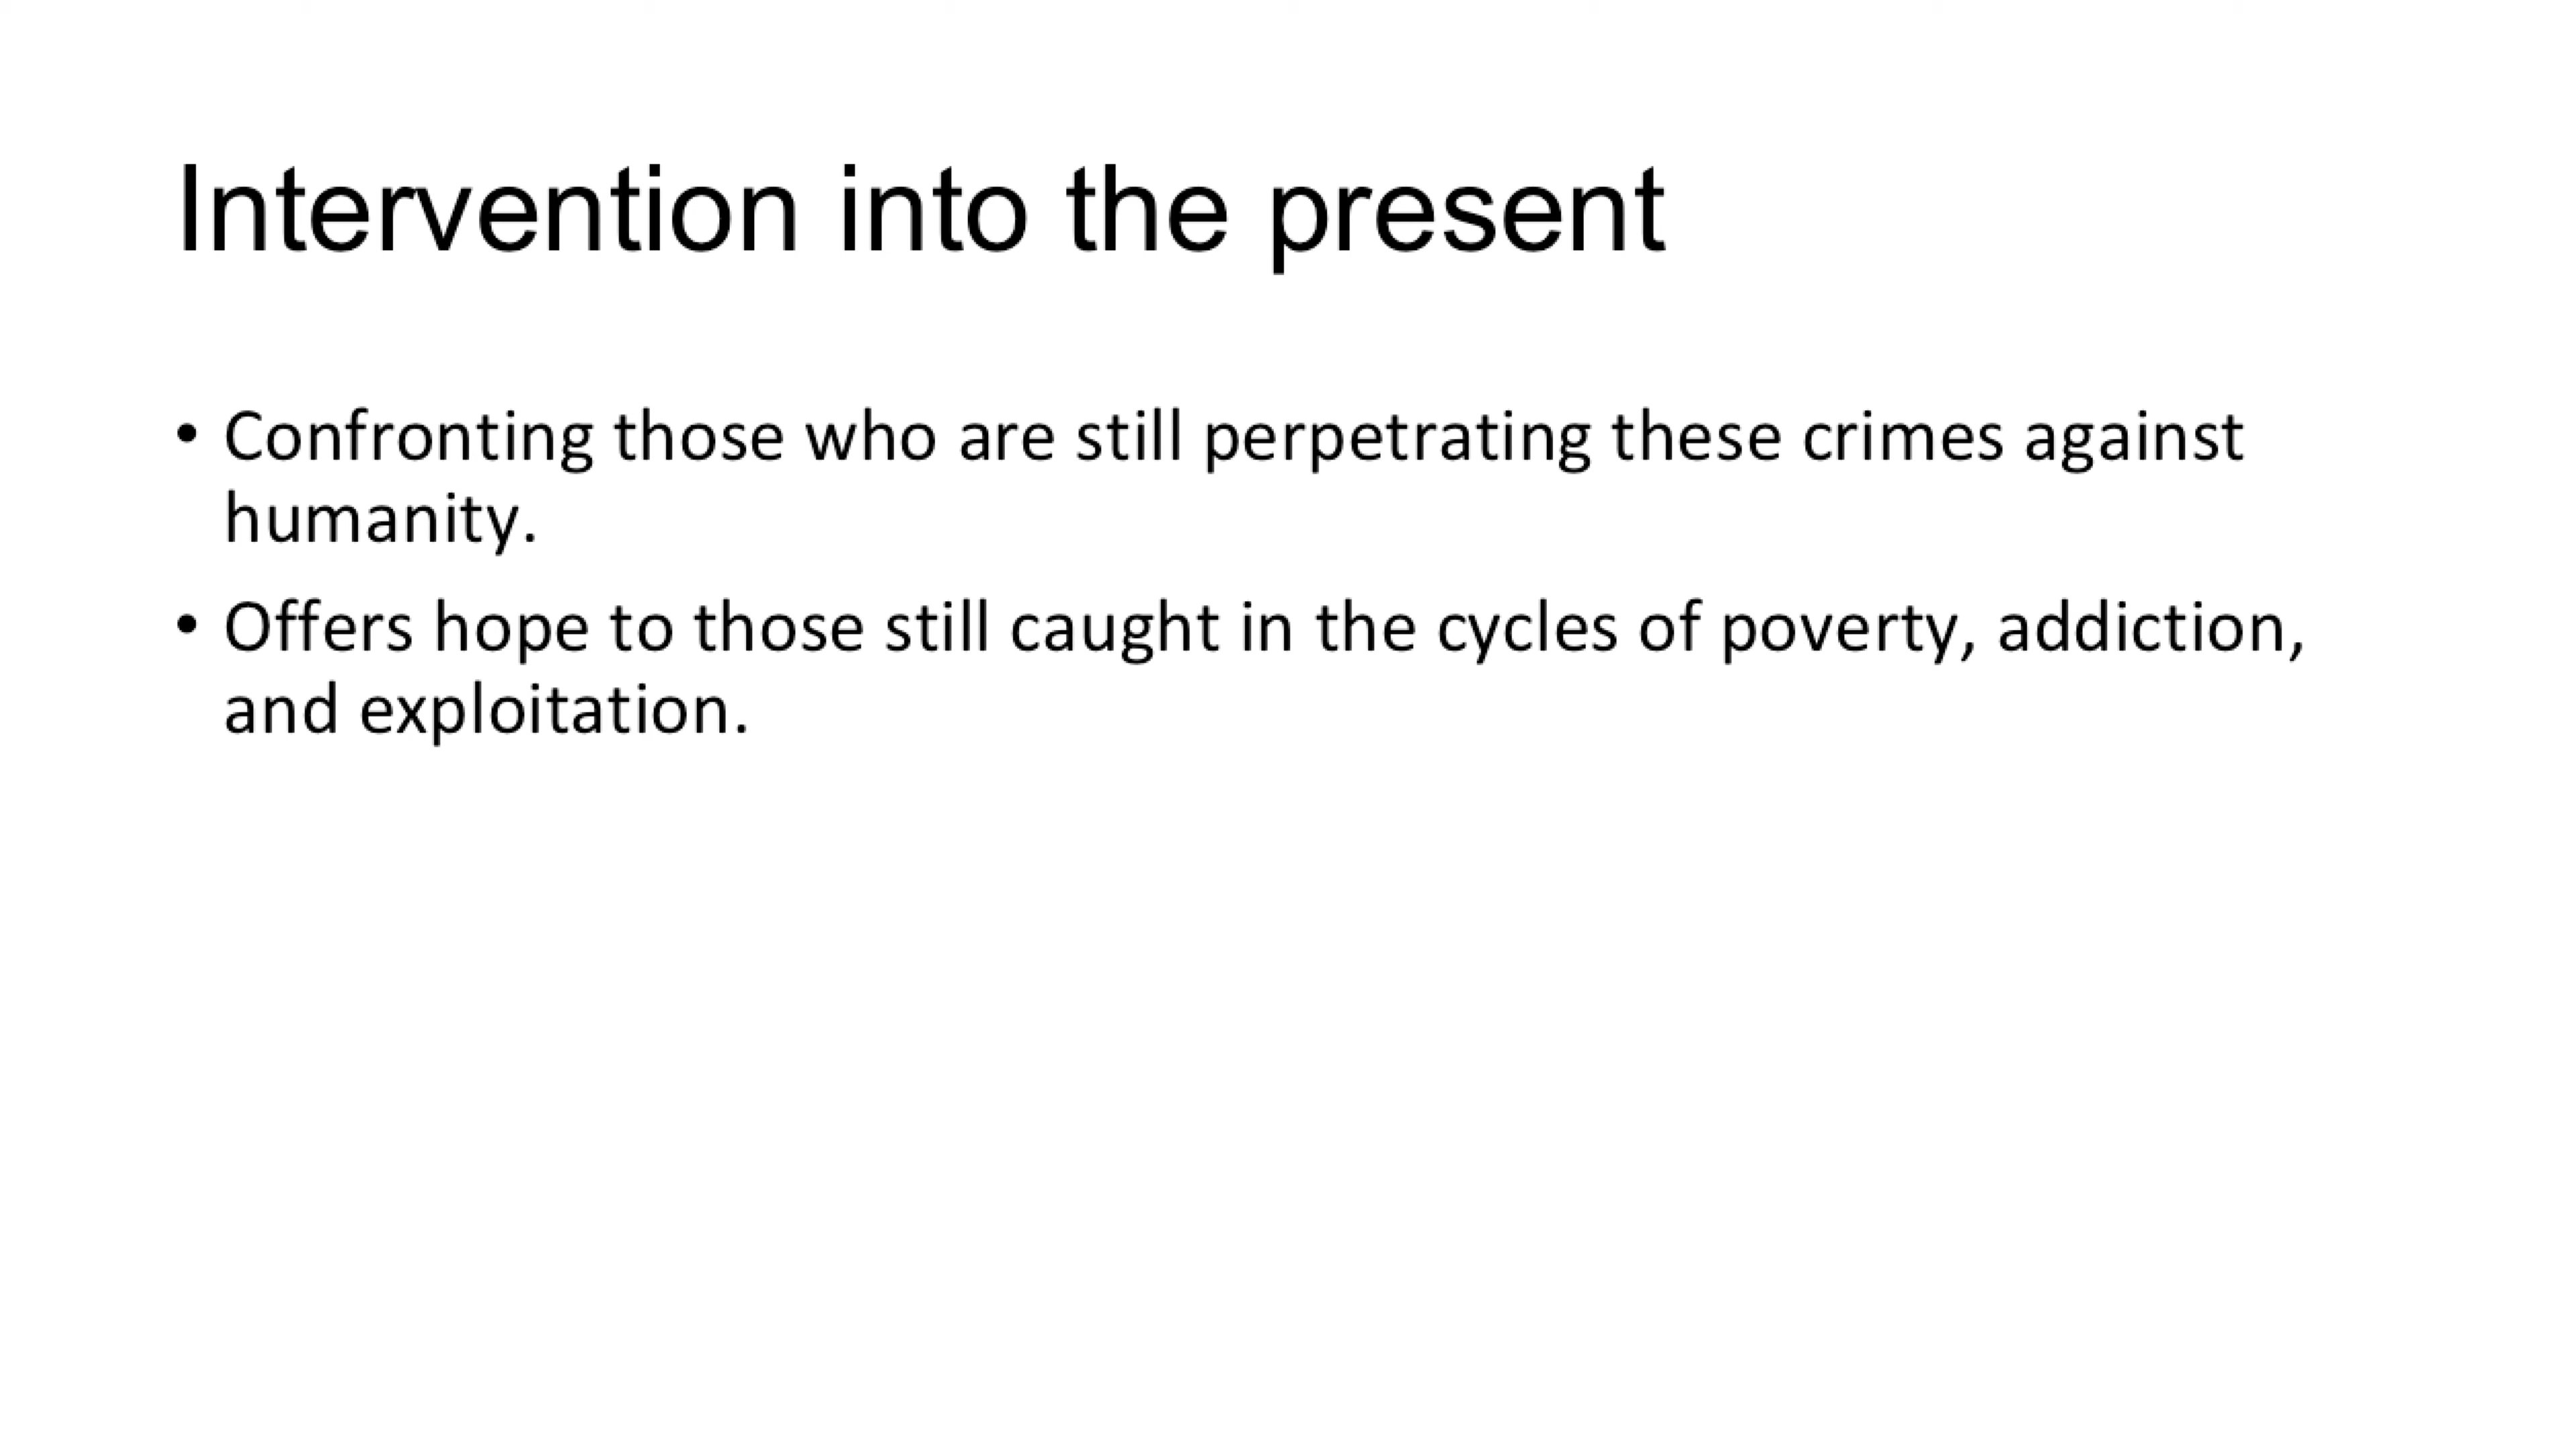 Intervention into the present
• Confronting those who are still perpetrating these crimes against
humanity.
• Offers hope to those still caught in the cycles of poverty, addiction,
and exploitation.